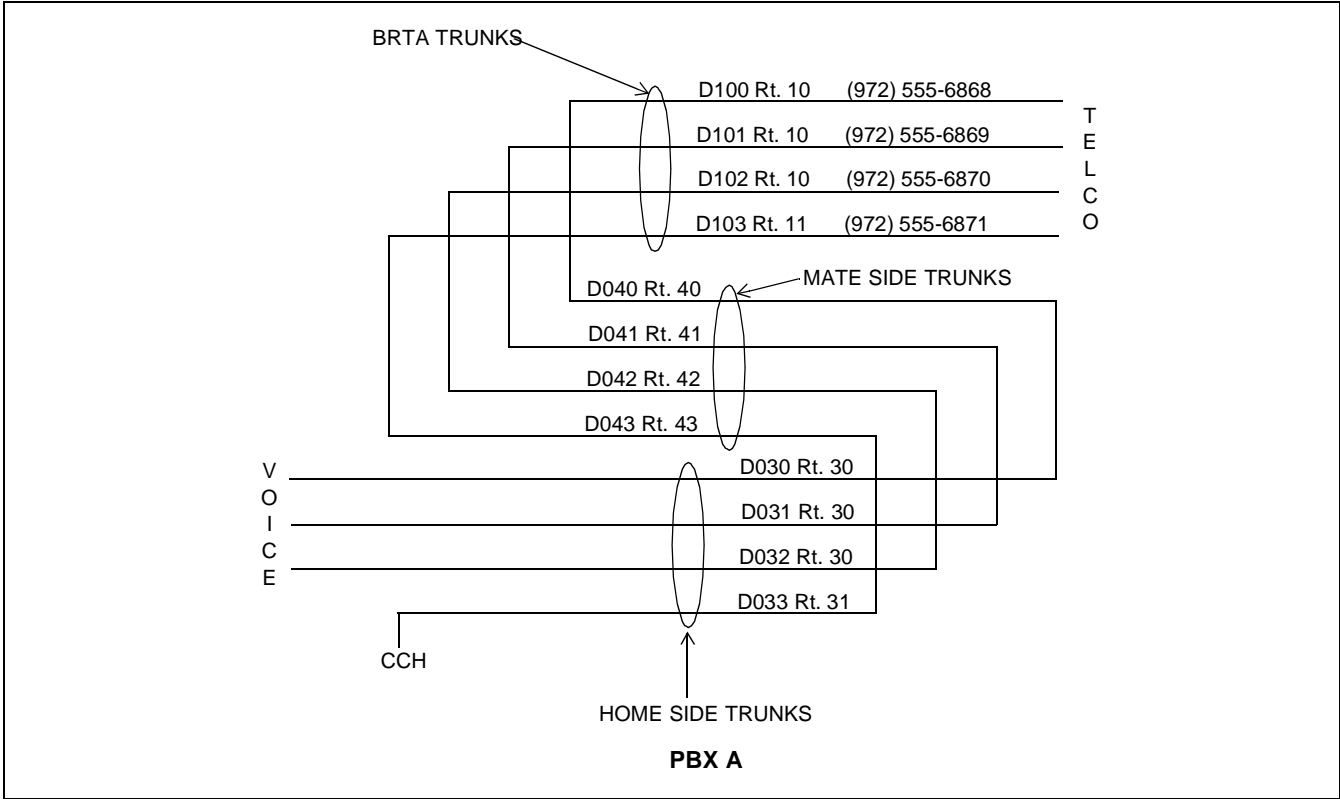 BRTA TRUNKS
D100 Rt. 10 (972) 555-6868
D101 Rt. 10 (972) 555-6869
D102 Rt. 10 (972) 555-6870
D103 Rt. 11 (972) 555-6871
TELCO
MATE SIDE TRUNKS
D040 Rt. 40
D041 Rt. 41
D042 Rt. 42
D043 Rt. 43
VOICE
D030 Rt. 30
D031 Rt. 30
D032 Rt. 30
D033 Rt. 31
CCH
HOME SIDE TRUNKS
PBX A